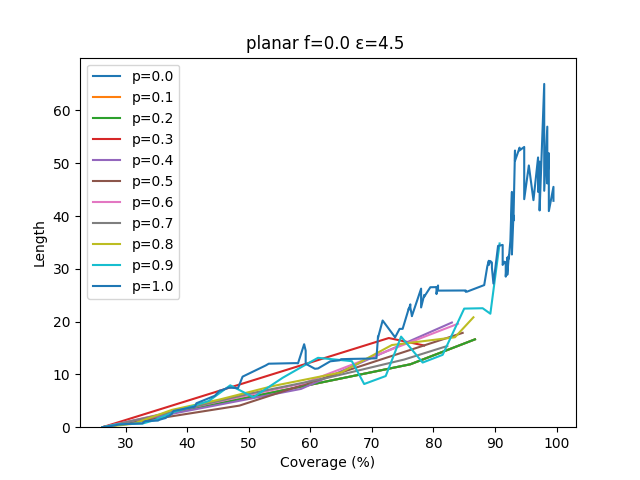 planar f=0.0 ε=4.5
p=0.0
p=0.1
p=0.2
p=0.3
p=0.4
p=0.5
p=0.6
p=0.7
p=0.8
p=0.9
p=1.0
Length
60
50
40
30
20
10
0
30 40 50 60 70 80 90 100
Coverage (%)